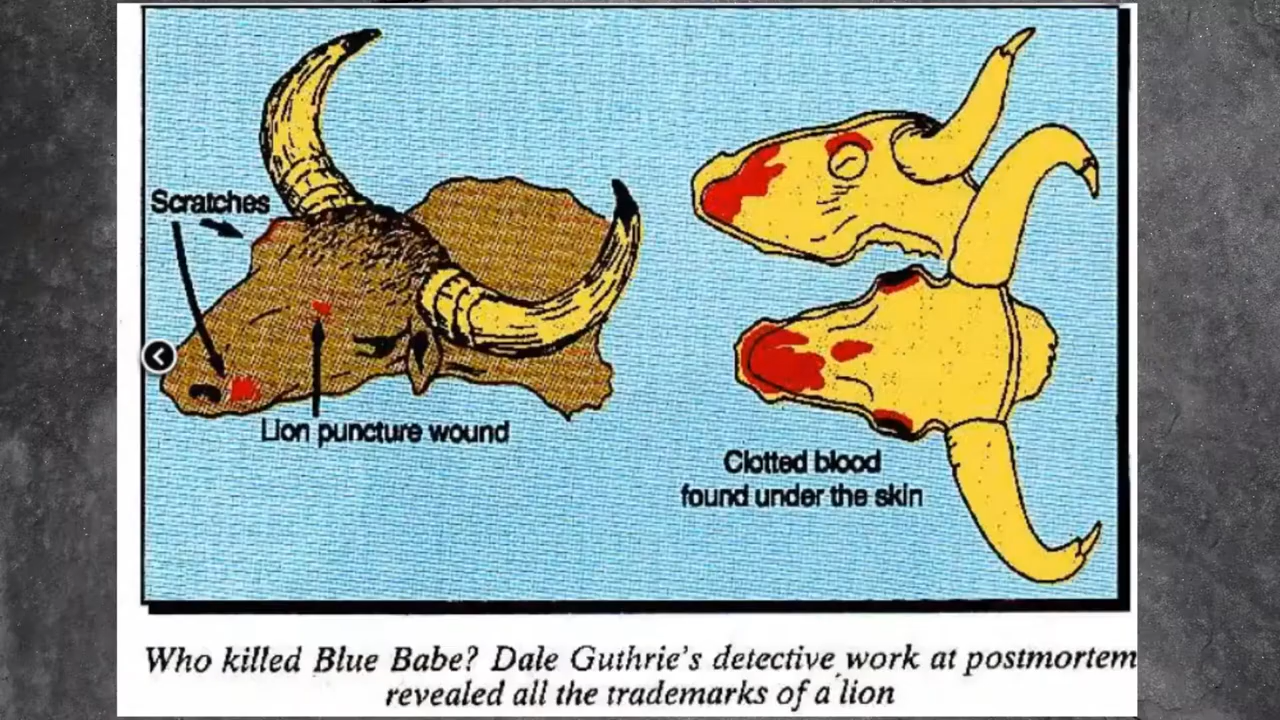 Scratches
Lion puncture wound
Clotted blood
found under the skin
Who killed Blue Babe? Dale Guthrie's detective work at postmortem
revealed all the trademarks of a lion